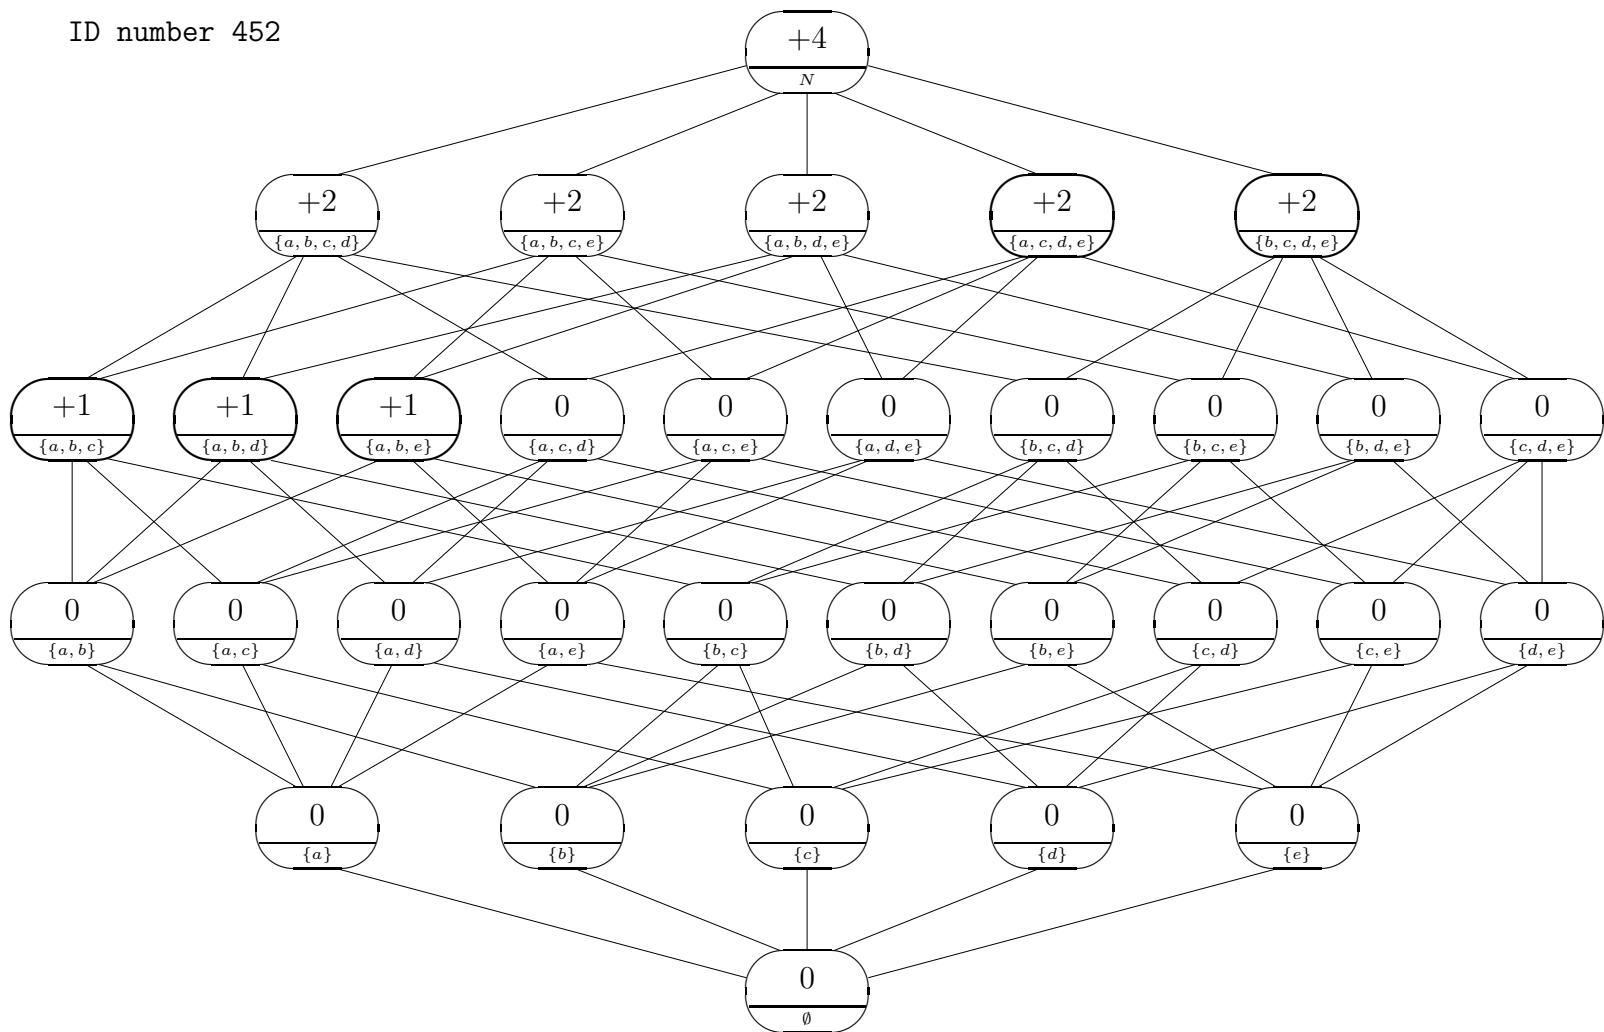 ID number 452
+4
N
+2 +2 +2 +2 +2
{a, b, c, d} {a, b, c, e} {a, b, d, e} {a, c, d, e} {b, c, d, e}
+1 +1 +1 0 0 0 0 0 0 0
{a, b, c} {a, b, d} {a, b, e} {a, c, d} {a, c, e} {a, d, e} {b, c, d} {b, c, e} {b, d, e} {c, d, e}
0 0 0 0 0 0 0 0 0 0
{a, b} {a, c} {a, d} {a, e} {b, c} {b, d} {b, e} {c, d} {c, e} {d, e}
0 0 0 0 0
{a} {b} {c} {d} {e}
0
∅